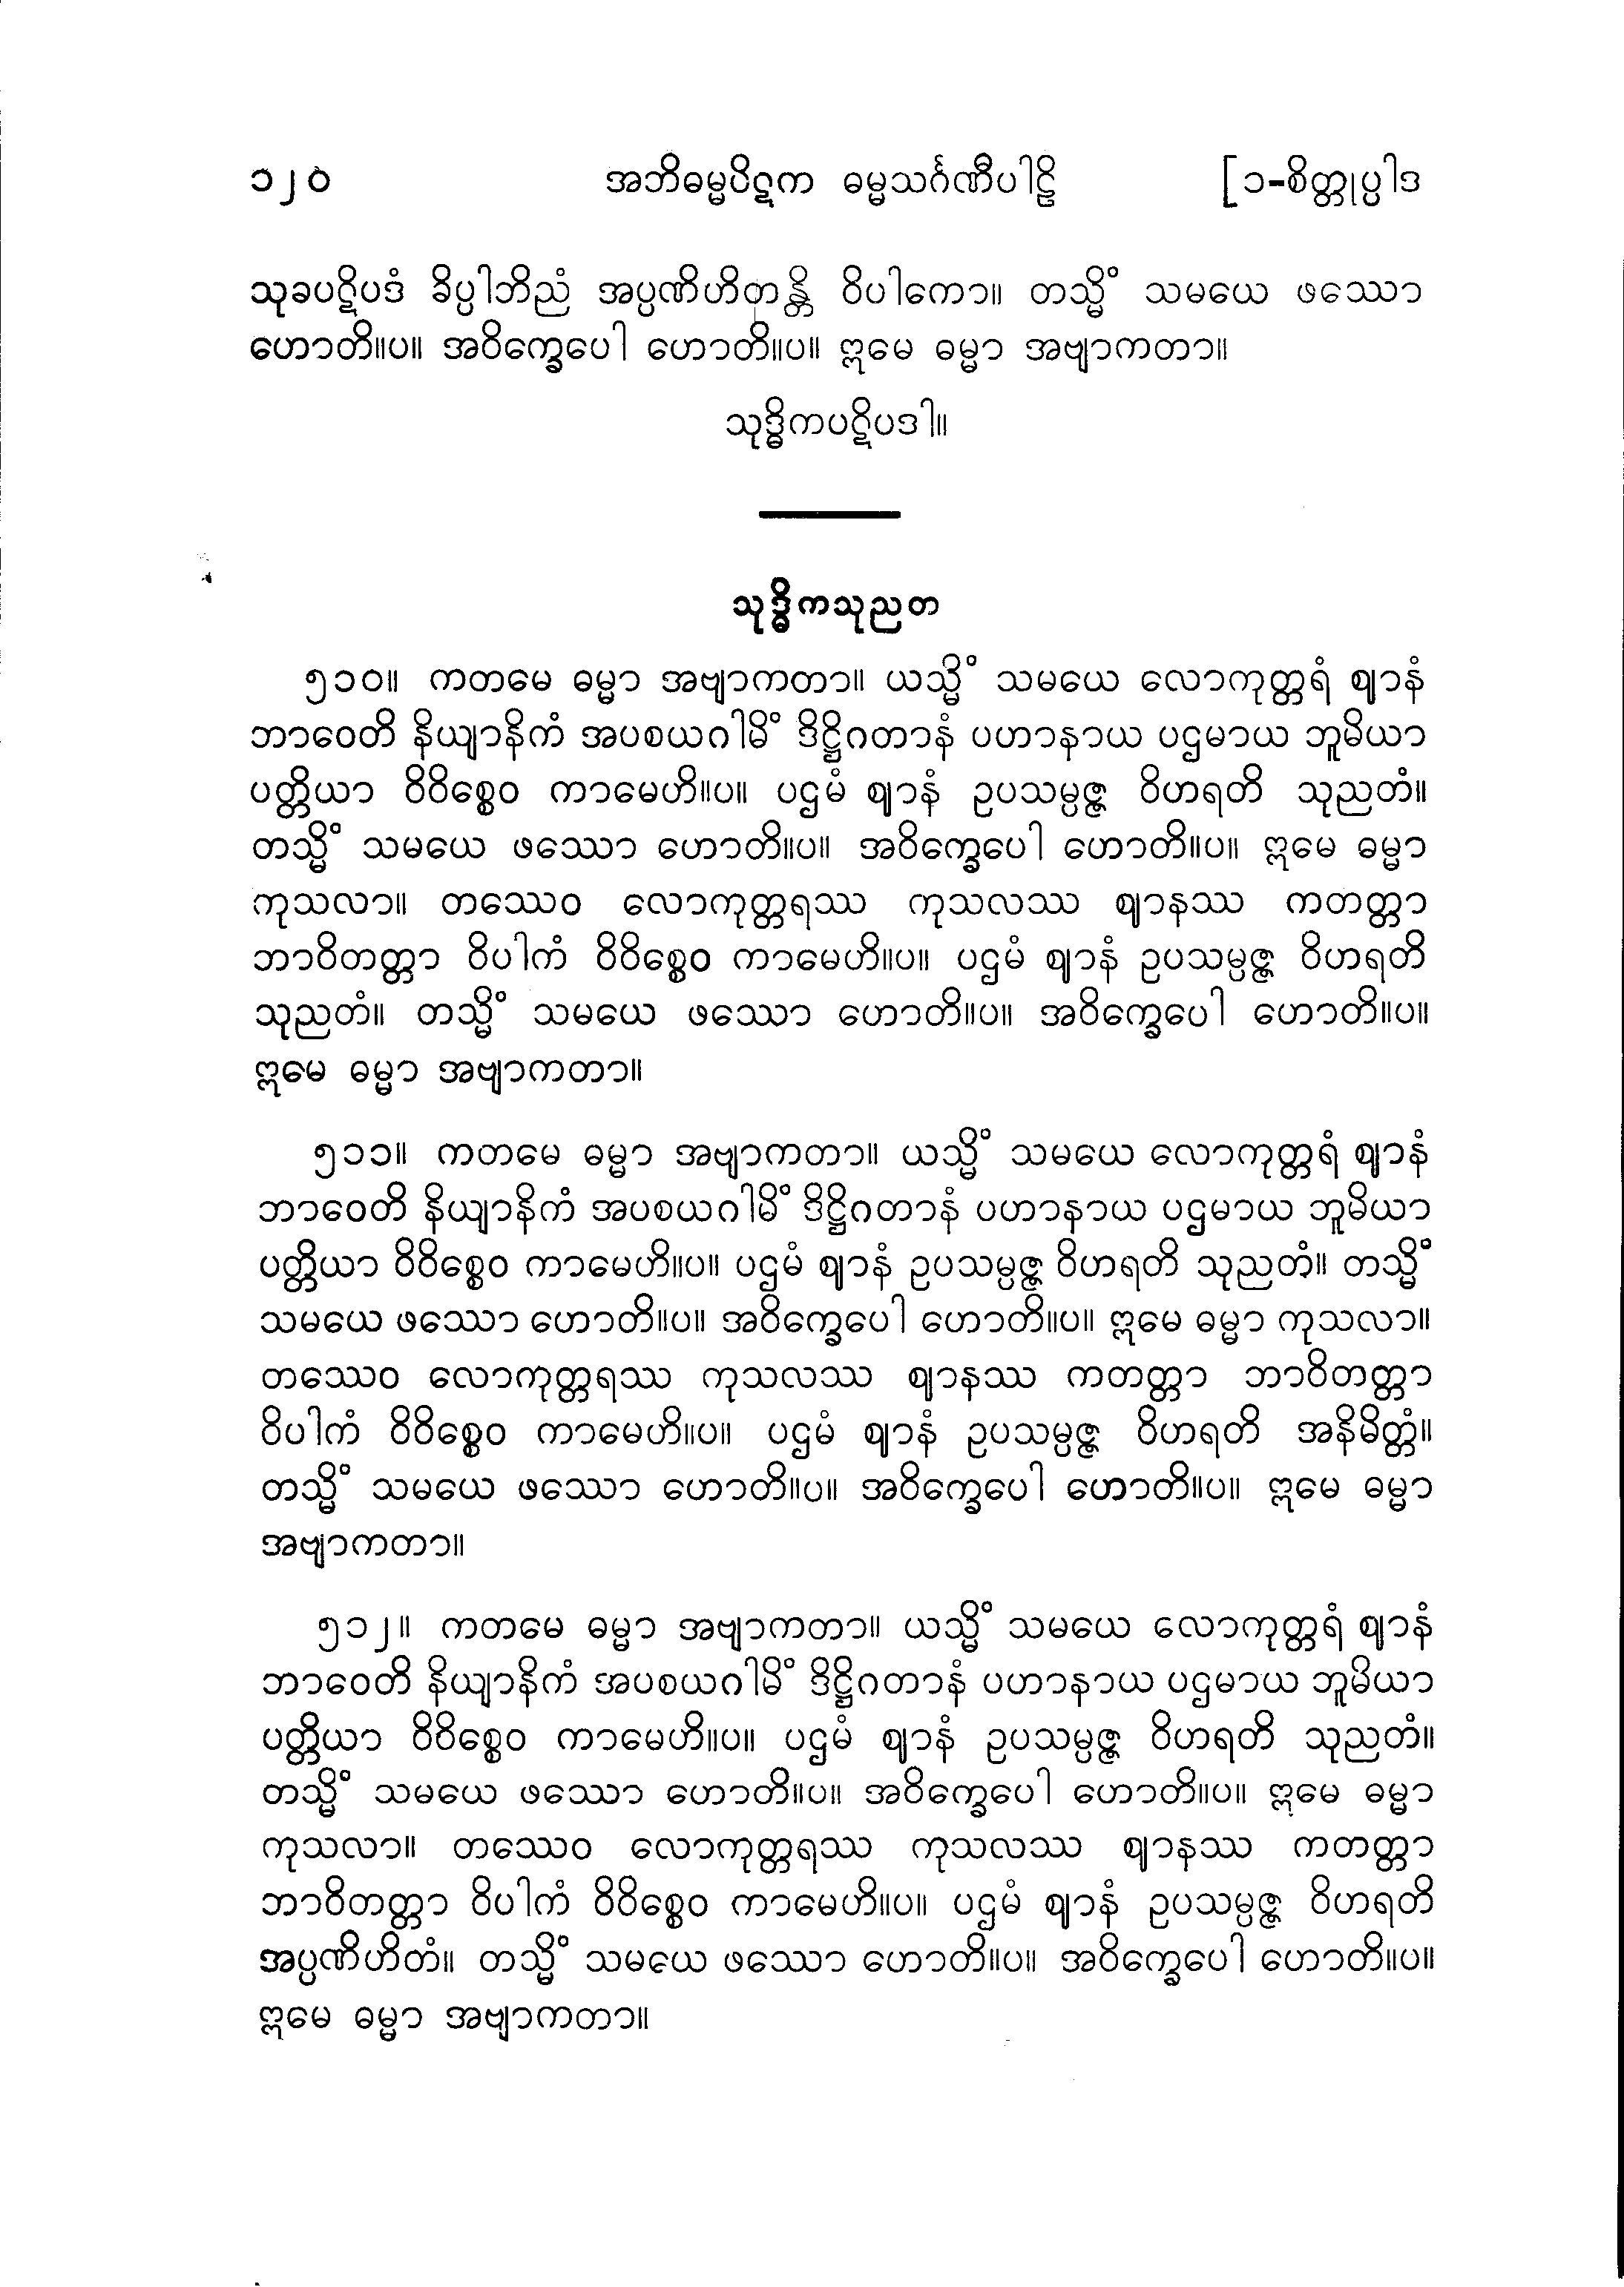 ၁၂၀ အဘိဓမ္မပိဋက ဓမ္မသင်္ဂဏီပါဠိ [၁-စိတ္တုပ္ပါဒ
သုခပဋိပဒံ ခိပ္ပါဘိညံ အပ္ပဏိဟိတန္တိ ဝိပါကော။ တသ္မိံ သမယေ ဖဿော
ဟောတိ။ပ။ အဝိက္ခေပေါ ဟောတိ။ပ။ ဣမေ ဓမ္မာ အဗျာကတာ။
သုဒ္ဓိကပဋိပဒါ။
သုဒ္ဓိကသုညတ
၅၁၀။ ကတမေ ဓမ္မာ အဗျာကတာ။ ယသ္မိံ သမယေ လောကုတ္တရံ ဈာနံ
ဘာဝေတိ နိယျာနိကံ အပစယဂါမိံ ဒိဋ္ဌိဂတာနံ ပဟာနာယ ပဌမာယ ဘူမိယာ
ပတ္တိယာ ဝိဝိစ္စေဝ ကာမေဟိ။ပ။ ပဌမံ ဈာနံ ဥပသမ္ပဇ္ဇ ဝိဟရတိ သုညတံ။
တသ္မိံ သမယေ ဖဿော ဟောတိ။ပ။ အဝိက္ခေပေါ ဟောတိ။ပ။ ဣမေ ဓမ္မာ
ကုသလာ။ တဿေဝ လောကုတ္တရဿ ကုသလဿ ဈာနဿ ကတတ္တာ
ဘာဝိတတ္တာ ဝိပါကံ ဝိဝိစ္စေဝ ကာမေဟိ။ပ။ ပဌမံ ဈာနံ ဥပသမ္ပဇ္ဇ ဝိဟရတိ
သုညတံ။ တသ္မိံ သမယေ ဖဿော ဟောတိ။ပ။ အဝိက္ခေပေါ ဟောတိ။ပ။
ဣမေ ဓမ္မာ အဗျာကတာ။
၅၁၁။ ကတမေ ဓမ္မာ အဗျာကတာ။ ယသ္မိံ သမယေ လောကုတ္တရံ ဈာနံ
ဘာဝေတိ နိယျာနိကံ အပစယဂါမိံ ဒိဋ္ဌိဂတာနံ ပဟာနာယ ပဌမာယ ဘူမိယာ
ပတ္တိယာ ဝိဝိစ္စေဝ ကာမေဟိ။ပ။ ပဌမံ ဈာနံ ဥပသမ္ပဇ္ဇ ဝိဟရတိ သုညတံ။ တသ္မိံ
သမယေ ဖဿော ဟောတိ။ပ။ အဝိက္ခေပေါ ဟောတိ။ပ။ ဣမေ ဓမ္မာ ကုသလာ။
တဿေဝ လောကုတ္တရဿ ကုသလဿ ဈာနဿ ကတတ္တာ ဘာဝိတတ္တာ
ဝိပါကံ ဝိဝိစ္စေဝ ကာမေဟိ။ပ။ ပဌမံ ဈာနံ ဥပသမ္ပဇ္ဇ ဝိဟရတိ အနိမိတ္တံ။
တသ္မိံ သမယေ ဖဿော ဟောတိ။ပ။ အဝိက္ခေပေါ ဟောတိ။ပ။ ဣမေ ဓမ္မာ
အဗျာကတာ။
၅၁၂။ ကတမေ ဓမ္မာ အဗျာကတာ။ ယသ္မိံ သမယေ လောကုတ္တရံ ဈာနံ
ဘာဝေတိ နိယျာနိကံ အပစယဂါမိံ ဒိဋ္ဌိဂတာနံ ပဟာနာယ ပဌမာယ ဘူမိယာ
ပတ္တိယာ ဝိဝိစ္စေဝ ကာမေဟိ။ပ။ ပဌမံ ဈာနံ ဥပသမ္ပဇ္ဇ ဝိဟရတိ သုညတံ။
တသ္မိံ သမယေ ဖဿော ဟောတိ။ပ။ အဝိက္ခေပေါ ဟောတိ။ပ။ ဣမေ ဓမ္မာ
ကုသလာ။ တဿေဝ လောကုတ္တရဿ ကုသလဿ ဈာနဿ ကတတ္တာ
ဘာဝိတတ္တာ ဝိပါကံ ဝိဝိစ္စေဝ ကာမေဟိ။ပ။ ပဌမံ ဈာနံ ဥပသမ္ပဇ္ဇ ဝိဟရတိ
အပ္ပဏိဟိတံ။ တသ္မိံ သမယေ ဖဿော ဟောတိ။ပ။ အဝိက္ခေပေါ ဟောတိ။ပ။
ဣမေ ဓမ္မာ အဗျာကတာ။